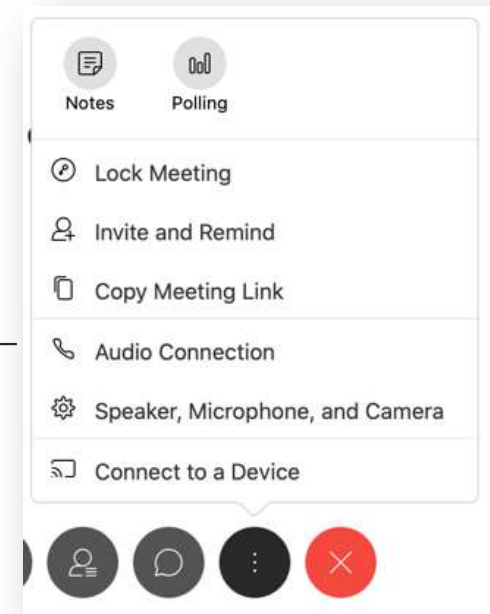 Notes
Polling
Lock Meeting
Invite and Remind
Copy Meeting Link
Audio Connection
Speaker, Microphone, and Camera
Connect to a Device